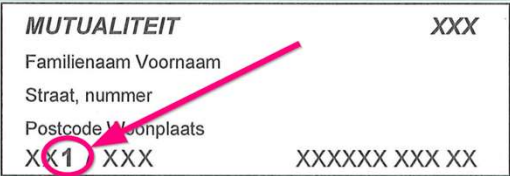 MUTUALITEIT XXX
Familienaam Voornaam
Straat, nummer
Postcode Woonplaats
XX1 / XXX XXXXXX XXX XX